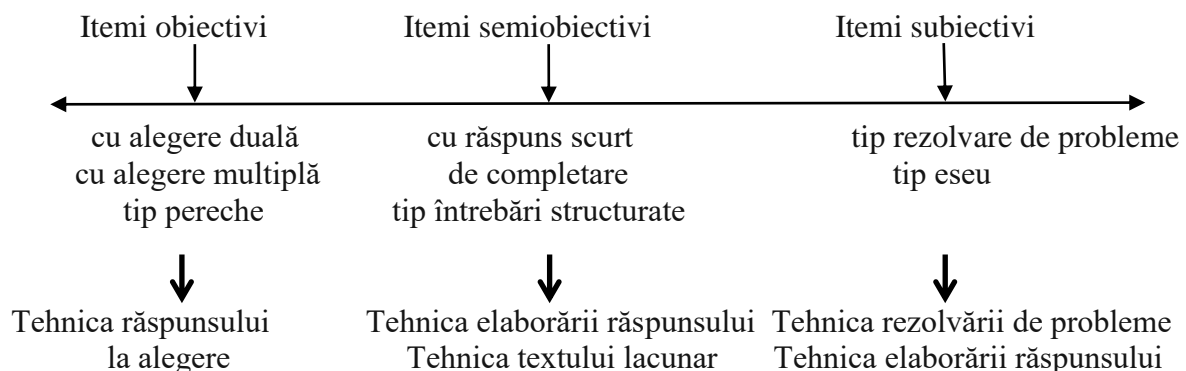 Itemi obiectivi
Itemi semiobiectivi
Itemi subiectivi
cu alegere duală
cu alegere multiplă
tip pereche
cu răspuns scurt
de completare
tip întrebări structurate
tip rezolvare de probleme
tip eseu
Tehnica răspunsului
la alegere
Tehnica elaborării răspunsului
Tehnica textului lacunar
Tehnica rezolvării de probleme
Tehnica elaborării răspunsului